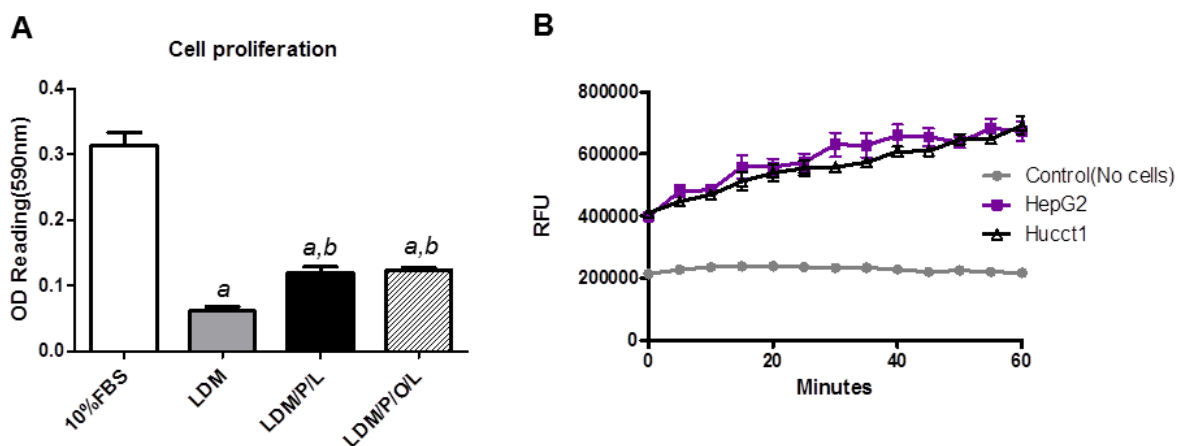 A
Cell proliferation
OD Reading(590nm)
0.4
0.3
0.2
0.1
0.0
a
a,b
a,b
10%FBS
LDM
LDM/P/L
LDM/P/O/L
B
RFU
800000
600000
400000
200000
0
0
20
40
60
Minutes
Control(No cells)
HepG2
Hucct1